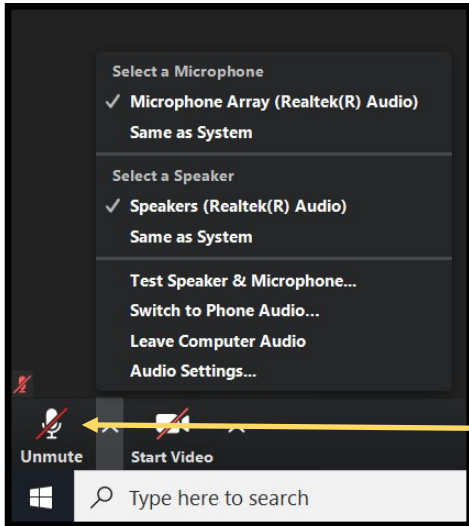 Select a Microphone
Microphone Array (Realtek(R) Audio)
Same as System
Select a Speaker
Speakers (Realtek(R) Audio)
Same as System
Test Speaker & Microphone...
Switch to Phone Audio...
Leave Computer Audio
Audio Settings...
Unmute
Start Video
Type here to search